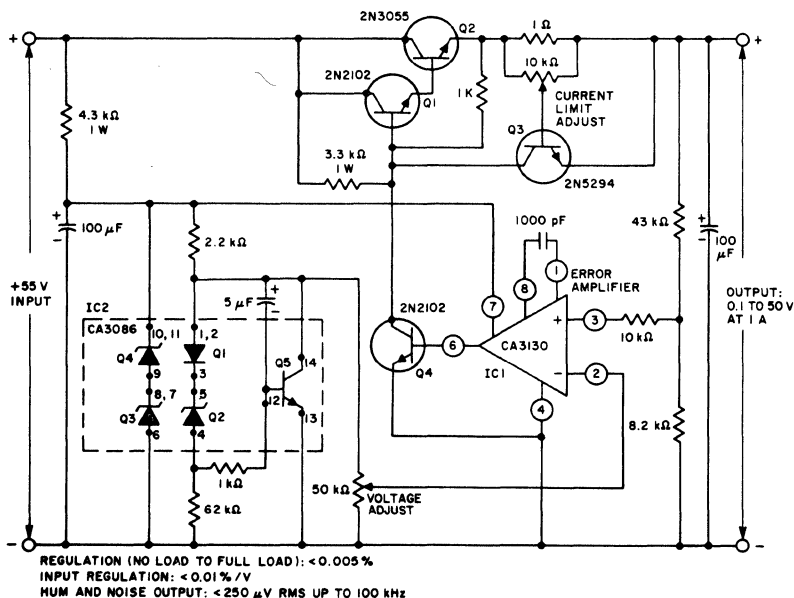 2N3055
Q2
1Ω
+
+
2N2102
10 kΩ
Q1
1 K
CURRENT
LIMIT
ADJUST
4.3 kΩ
1 W
Q3
3.3 kΩ
1 W
2N5294
43 kΩ
+
100 μF
−
2.2 kΩ
1000 pF
+
100
μF
−
+55 V
INPUT
1
ERROR
AMPLIFIER
8
7
5 μF
+
−
OUTPUT:
0.1 TO 50 V
AT 1 A
IC2
CA3086
2N2102
+
3
10, 11
1, 2
6
CA3130
10 kΩ
Q4
Q1
Q5
14
Q4
IC1
−
2
9
3
8, 7
5
12
4
Q3
Q2
13
8.2 kΩ
6
4
1 kΩ
50 kΩ
VOLTAGE
ADJUST
62 kΩ
−
−
REGULATION (NO LOAD TO FULL LOAD): <0.005 %
INPUT REGULATION: <0.01 % /V
HUM AND NOISE OUTPUT: <250 μV RMS UP TO 100 kHz